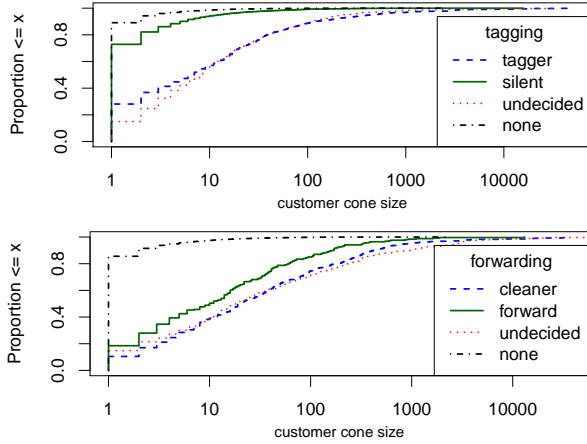 Proportion <= x
0.0
0.4
0.8
1
10
100
1000
10000
customer cone size
tagging
tagger
silent
undecided
none
Proportion <= x
0.0
0.4
0.8
1
10
100
1000
10000
customer cone size
forwarding
cleaner
forward
undecided
none